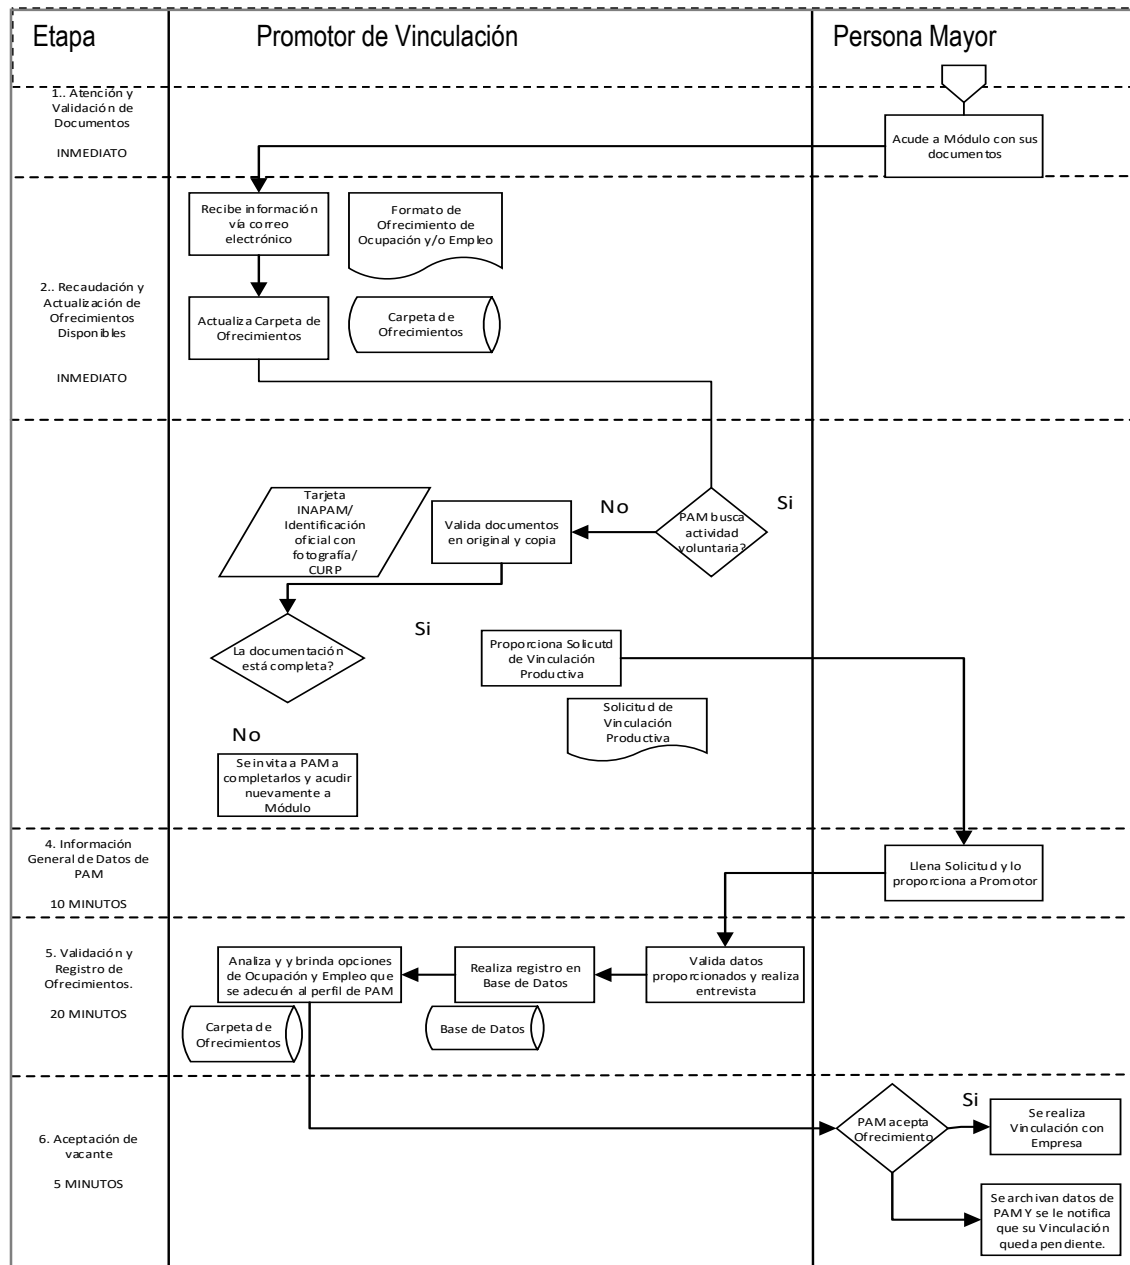 Etapa
Promotor de Vinculación
Persona Mayor
1.. Atención y
Validación de
Documentos
INMEDIATO
Acude a Módulo con sus
documentos
Recibe información
vía correo
electrónico
Formato de
Ofrecimiento de
Ocupación y/o Empleo
2.. Recaudación y
Actualización de
Ofrecimientos
Disponibles
INMEDIATO
Actualiza Carpeta de
Ofrecimientos
Carpeta de
Ofrecimientos
Tarjeta
INAPAM/
Identificación
oficial con
fotografía/
CURP
Valida documentos
en original y copia
No
PAM busca
actividad
voluntaria?
Si
La documentación
está completa?
Si
Proporciona Solicutd
de Vinculación
Productiva
Solicitud de
Vinculación
Productiva
No
Se invita a PAM a
completarlos y acudir
nuevamente a
Módulo
4. Información
General de Datos de
PAM
10 MINUTOS
Llena Solicitud y lo
proporciona a Promotor
5. Validación y
Registro de
Ofrecimientos.
20 MINUTOS
Analiza y y brinda opciones
de Ocupación y Empleo que
se adecuén al perfil de PAM
Realiza registro en
Base de Datos
Valida datos
proporcionados y realiza
entrevista
Carpeta de
Ofrecimientos
Base de Datos
6. Aceptación de
vacante
5 MINUTOS
PAM acepta
Ofrecimiento
Si
Se realiza
Vinculación con
Empresa
Se archivan datos de
PAM Y se le notifica
que su Vinculación
queda pendiente.